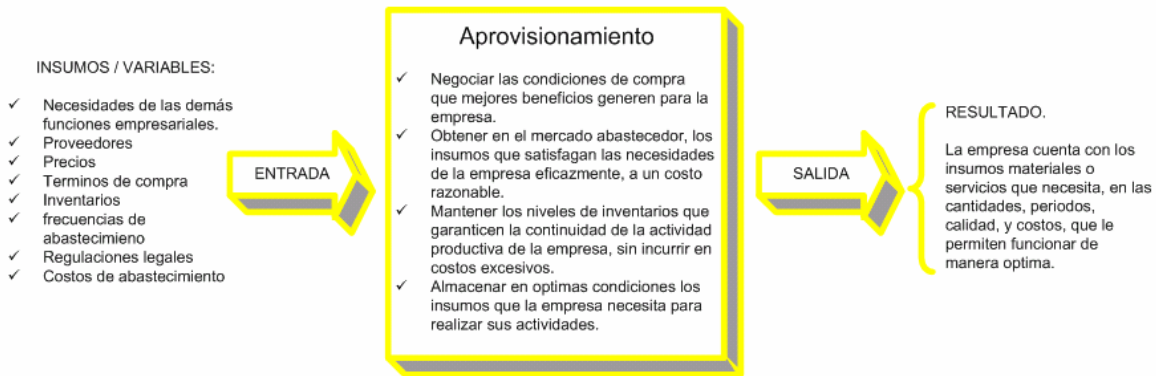 INSUMOS / VARIABLES:
✓ Necesidades de las demás
funciones empresariales.
✓ Proveedores
✓ Precios
✓ Terminos de compra
✓ Inventarios
✓ frecuencias de
abastecimieno
✓ Regulaciones legales
✓ Costos de abastecimiento
ENTRADA
Aprovisionamiento
✓ Negociar las condiciones de compra
que mejores beneficios generen para la
empresa.
✓ Obtener en el mercado abastecedor, los
insumos que satisfagan las necesidades
de la empresa eficazmente, a un costo
razonable.
✓ Mantener los niveles de inventarios que
garanticen la continuidad de la actividad
productiva de la empresa, sin incurrir en
costos excesivos.
✓ Almacenar en optimas condiciones los
insumos que la empresa necesita para
realizar sus actividades.
SALIDA
RESULTADO.
La empresa cuenta con los
insumos materiales o
servicios que necesita, en las
cantidades, periodos,
calidad, y costos, que le
permiten funcionar de
manera optima.